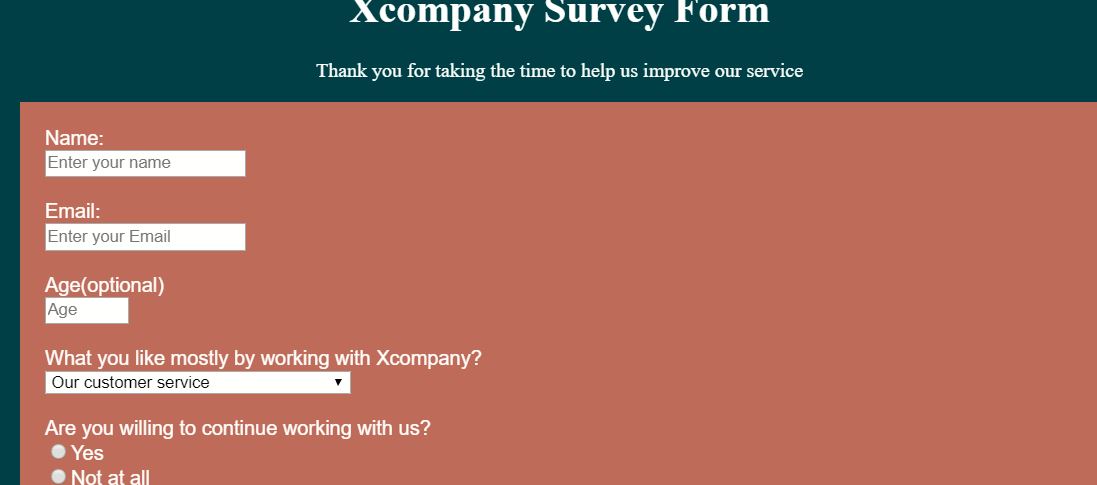 Xcompany Survey Form
Thank you for taking the time to help us improve our service
Name:
Enter your name
Email:
Enter your Email
Age(optional)
Age
What you like mostly by working with Xcompany?
Our customer service
Are you willing to continue working with us?
Yes
Not at all